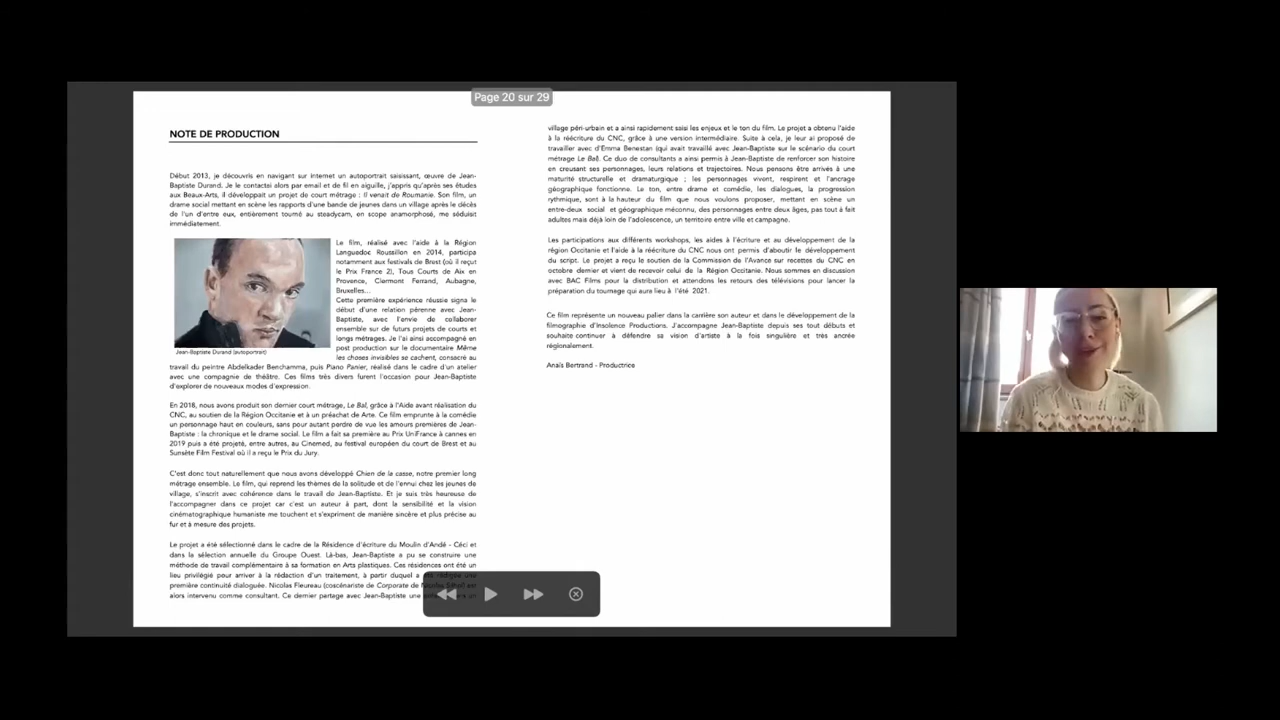 Page 20 sur 29
NOTE DE PRODUCTION
Début 2013, je découvris en navigant sur Internet un autoportrait saisissant, œuvre de Jean-
Baptiste Durand. Je le contactai alors par email et de fil en aiguille, j'appris qu'après ses études
aux Beaux-Arts, il développait un projet de court métrage : Il venait de Roumanie. Son film, un
drame social mettant en scène les rapports d'une bande de jeunes dans un village après le décès
de l'un d'entre eux, entièrement tourné au steadycam, en scope anamorphosé, me séduisit
immédiatement.
Le film, réalisé avec l'aide à la Région
Languedoc Roussillon en 2014, participa
notamment aux festivals de Brest (où il reçut
le Prix France 2), Tous Courts de Aix en
Provence, Clermont Ferrand, Aubagne,
Bruxelles...
Cette première expérience réussie signa le
début d'une relation pérenne avec Jean-
Baptiste, avec l'envie de collaborer
ensemble sur de futurs projets de courts et
longs métrages. Je l'ai ainsi accompagné en
post production sur le documentaire Même
les choses invisibles se cachent, consacré au
Jean-Baptiste Durand (autoportrait)
travail du peintre Abdelkader Benchamma, puis Piano Panier, réalisé dans le cadre d'un atelier
avec une compagnie de théâtre. Ces films très divers furent l'occasion pour Jean-Baptiste
d'explorer de nouveaux modes d'expression.
En 2018, nous avons produit son dernier court métrage, Le Bal, grâce à l'Aide avant réalisation du
CNC, au soutien de la Région Occitanie et à un préachat de Arte. Ce film emprunte à la comédie
un personnage haut en couleurs, sans pour autant perdre de vue les amours premières de Jean-
Baptiste : la chronique et le drame social. Le film a fait sa première au Prix UniFrance à cannes en
2019 puis a été projeté, entre autres, au Cinemed, au festival européen du court de Brest et au
Sunsète Film Festival où il a reçu le Prix du Jury.
C'est donc tout naturellement que nous avons développé Chien de la casse, notre premier long
métrage ensemble. Le film, qui reprend les thèmes de la solitude et de l'ennui chez les jeunes de
village, s'inscrit avec cohérence dans le travail de Jean-Baptiste. Et je suis très heureuse de
l'accompagner dans ce projet car c'est un auteur à part, dont la sensibilité et la vision
cinématographique humaniste me touchent et s'expriment de manière sincère et plus précise au
fur et à mesure des projets.
Le projet a été sélectionné dans le cadre de la Résidence d'écriture du Moulin d'Andé - Céci et
dans la sélection annuelle du Groupe Ouest. Là-bas, Jean-Baptiste a pu se construire une
méthode de travail complémentaire à sa formation en Arts plastiques. Ces résidences ont été un
lieu privilégié pour arriver à la rédaction d'un traitement, à partir duquel a
première continuité dialoguée. Nicolas Fleureau (coscénariste de Corporate de
alors intervenu comme consultant. Ce dernier partage avec Jean-Baptiste une
village péri-urbain et a ainsi rapidement saisi les enjeux et le ton du film. Le projet a obtenu l'aide
à la réécriture du CNC, grâce à une version intermédiaire. Suite à cela, je leur ai proposé de
travailler avec d'Emma Benestan (qui avait travaillé avec Jean-Baptiste sur le scénario du court
métrage Le Bal). Ce duo de consultants a ainsi permis à Jean-Baptiste de renforcer son histoire
en creusant ses personnages, leurs relations et trajectoires. Nous pensons être arrivés à une
maturité structurelle et dramaturgique ; les personnages vivent, respirent et l'ancrage
géographique fonctionne. Le ton, entre drame et comédie, les dialogues, la progression
rythmique, sont à la hauteur du film que nous voulons proposer, mettant en scène un
entre-deux social et géographique méconnu, des personnages entre deux âges, pas tout à fait
adultes mais déjà loin de l'adolescence, un territoire entre ville et campagne.
Les participations aux différents workshops, les aides à l'écriture et au développement de la
région Occitanie et l'aide à la réécriture du CNC nous ont permis d'aboutir le développement
du script. Le projet a reçu le soutien de la Commission de l'Avance sur recettes du CNC en
octobre dernier et vient de recevoir celui de la Région Occitanie. Nous sommes en discussion
avec BAC Films pour la distribution et attendons les retours des télévisions pour lancer la
préparation du tournage qui aura lieu à l'été 2021.
Ce film représente un nouveau palier dans la carrière son auteur et dans le développement de la
filmographie d'Insolence Productions. J'accompagne Jean-Baptiste depuis ses tout débuts et
souhaite continuer à défendre sa vision d'artiste à la fois singulière et très ancrée
régionalement.
Anaïs Bertrand - Productrice